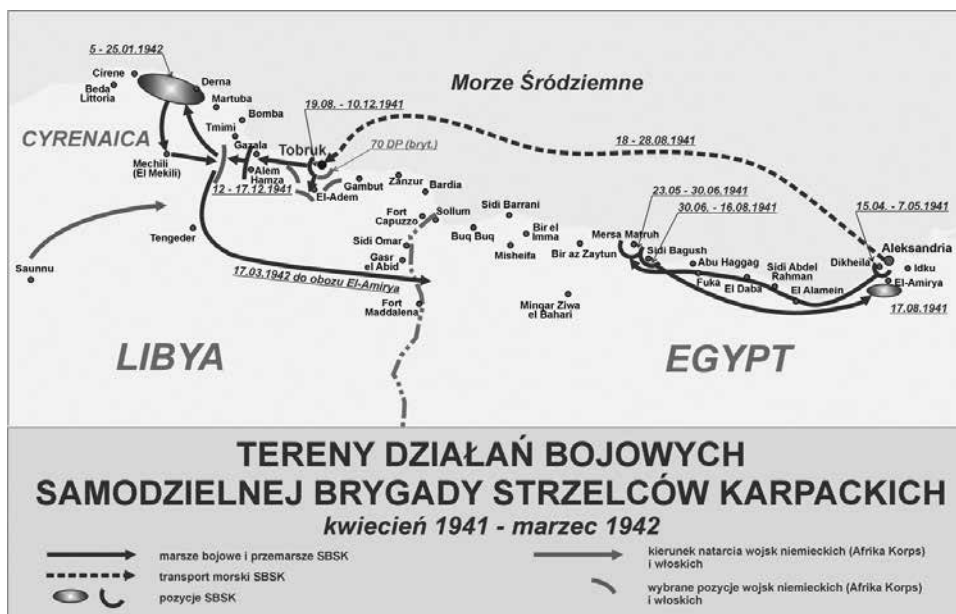 5 - 25.01.1942
Cirene
Beda
Littoria
Derna
Martuba
Bomba
Tmimi
Gazala
CYRENAICA
Mechili
(El Mekili)
Alem
Hamza
12 - 17.12.1941
Tobruk
19.08. - 10.12.1941
70 DP (bryt.)
El-Adem
Gambut
Zanzur
Bardia
Morze Śródziemne
18 - 28.08.1941
Fort
Capuzzo
Sollum
Sidi Omar
Gasr
el Abid
Fort
Maddalena
Sidi Barrani
Buq Buq
Bir el
Imma
Misheifa
Bir az Zaytun
Minqar Ziwa
el Bahari
23.05 - 30.06.1941
30.06. - 16.08.1941
Mersa Matruh
Sidi Bagush
Abu Haggag
Fuka
El Daba
Sidi Abdel
Rahman
El Alamein
15.04. - 7.05.1941
Aleksandria
Dikheila
Idku
El-Amirya
17.08.1941
Tengeder
Saunnu
17.03.1942 do obozu El-Amirya
LIBYA
EGYPT
TERENY DZIAŁAŃ BOJOWYCH
SAMODZIELNEJ BRYGADY STRZELCÓW KARPACKICH
kwiecień 1941 - marzec 1942
marsze bojowe i przemarsze SBSK
transport morski SBSK
pozycje SBSK
kierunek natarcia wojsk niemieckich (Afrika Korps)
i włoskich
wybrane pozycje wojsk niemieckich (Afrika Korps)
i włoskich